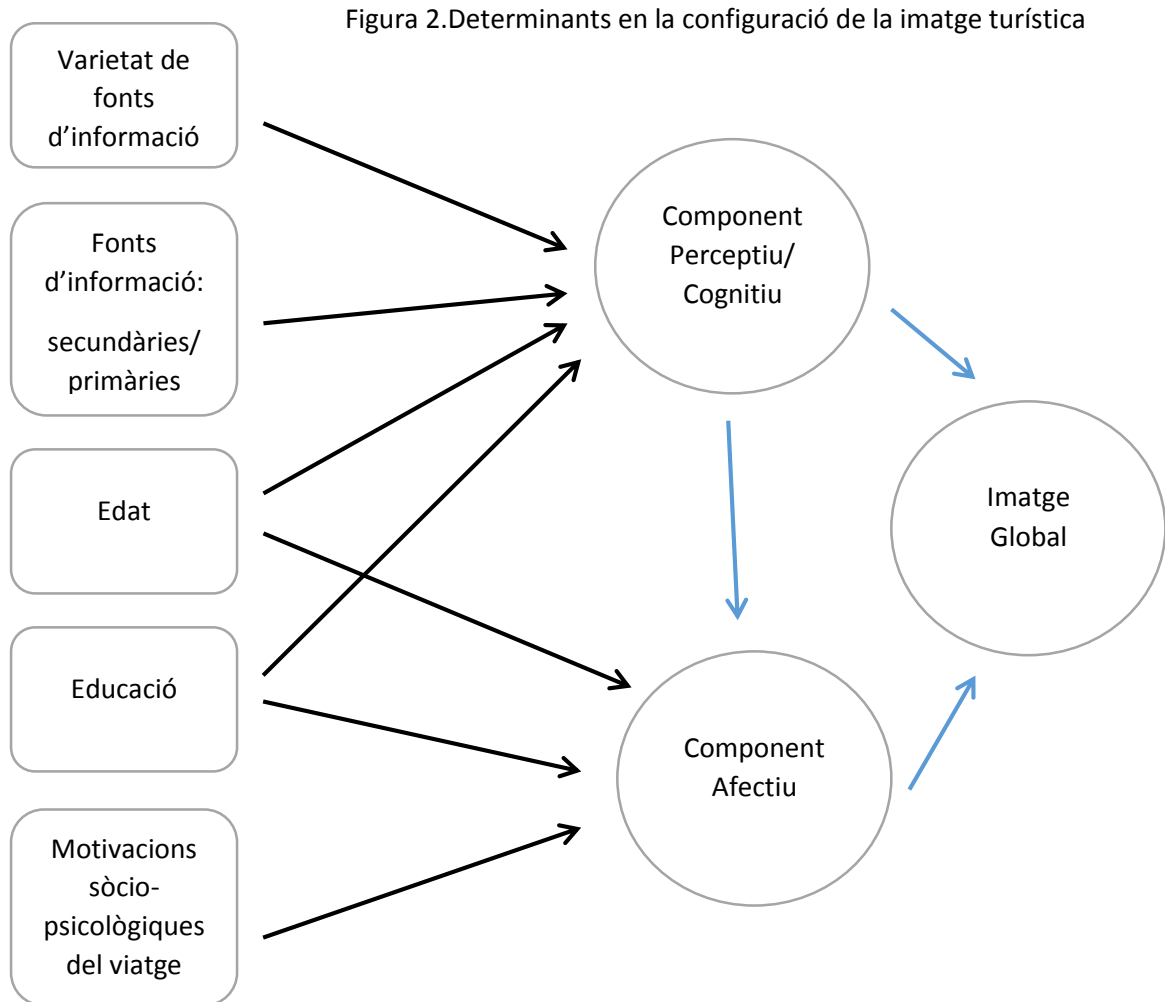 Figura 2.Determinants en la configuració de la imatge turística
Varietat de
fonts
d’informació
Fonts
d’informació:
secundàries/
primàries
Edat
Educació
Motivacions
sòcio-
psicològiques
del viatge
Component
Perceptiu/
Cognitiu
Component
Afectiu
Imatge
Global